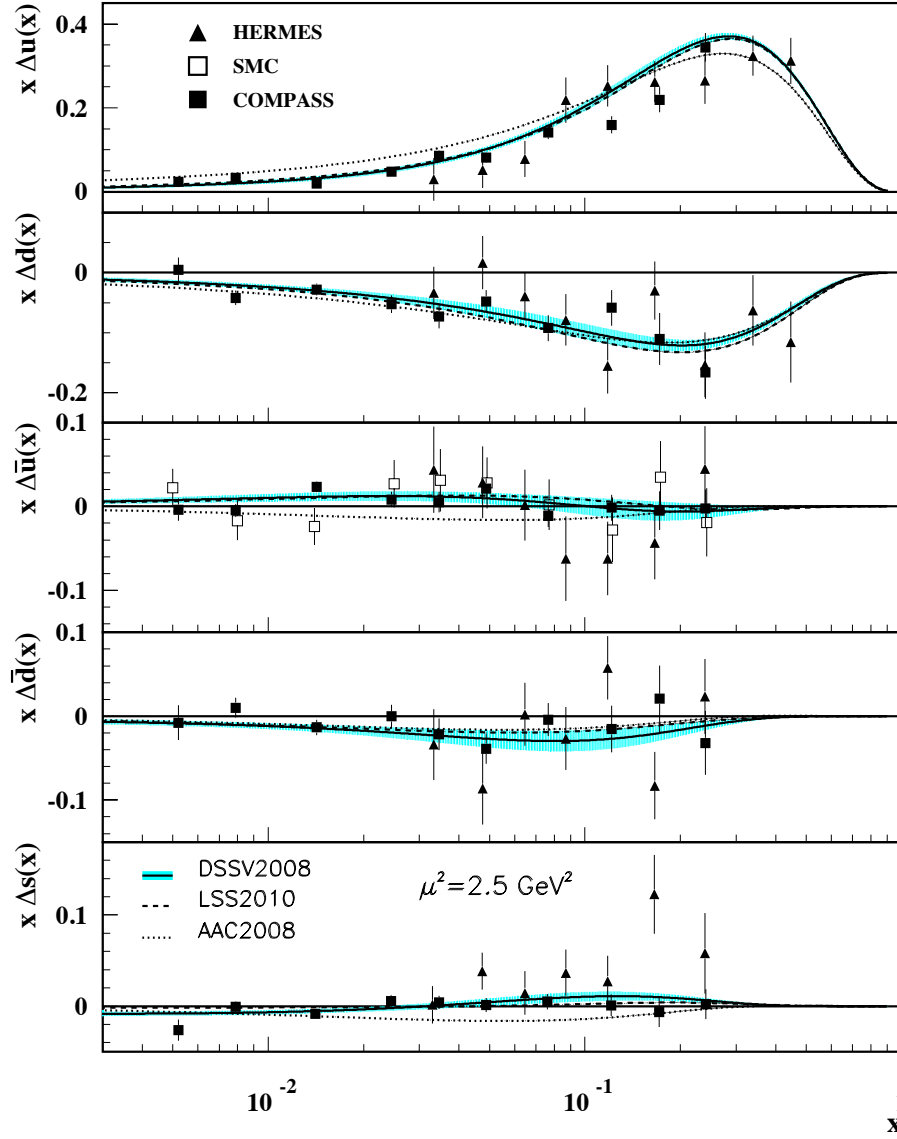 x Δu(x)
0.4
0.2
0
HERMES
SMC
COMPASS
x Δd(x)
0
-0.2
x Δū(x)
0.1
0
-0.1
x Δd̄(x)
0.1
0
-0.1
x Δs(x)
0.1
0
DSSV2008
LSS2010
AAC2008
μ²=2.5 GeV²
10⁻²
10⁻¹
x